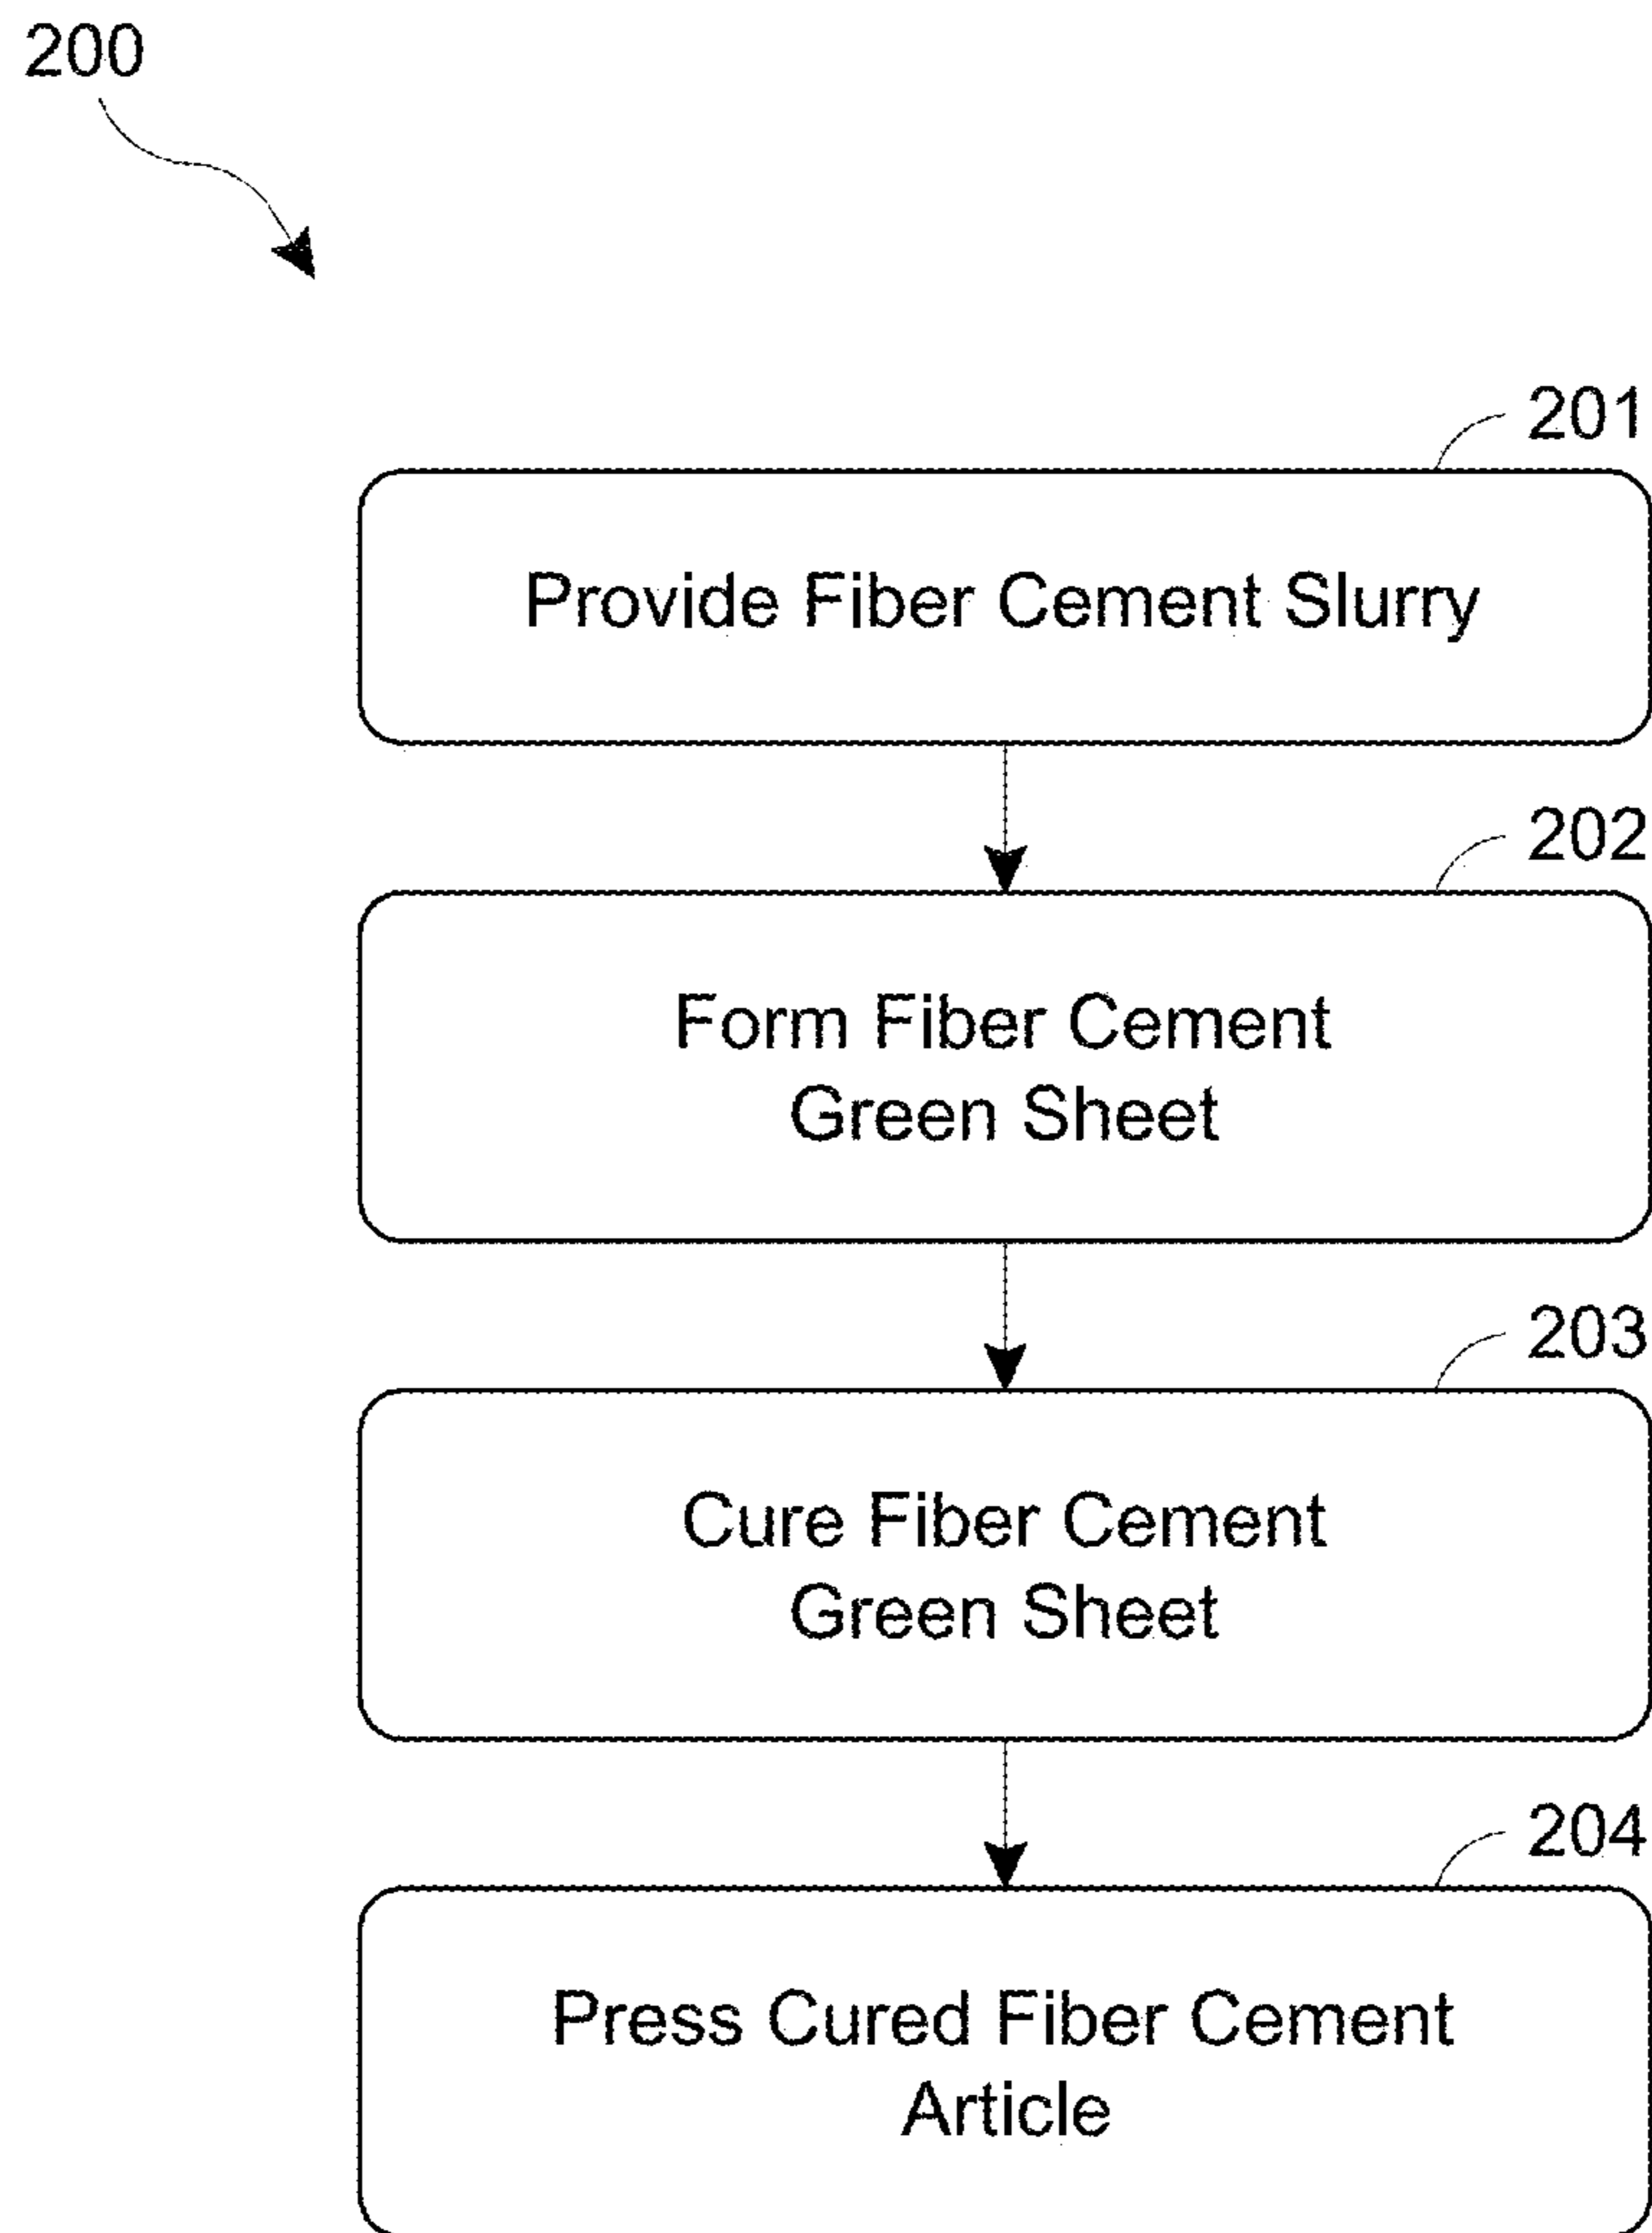 200
201
Provide Fiber Cement Slurry
202
Form Fiber Cement
Green Sheet
203
Cure Fiber Cement
Green Sheet
204
Press Cured Fiber Cement
Article